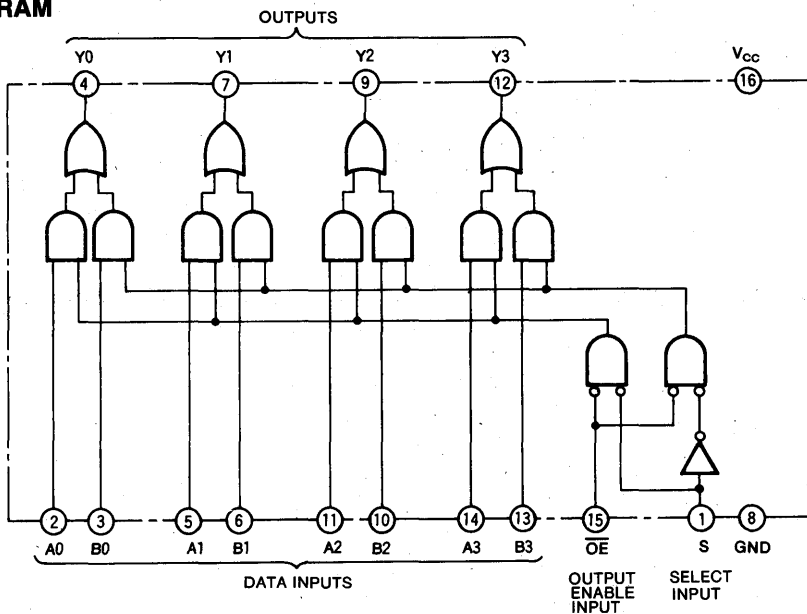 RAM
OUTPUTS
Y0 Y1 Y2 Y3 VCC
4 7 9 12 16
2 3 5 6 11 10 14 13 15 1 8
A0 B0 A1 B1 A2 B2 A3 B3 OE S GND
DATA INPUTS
OUTPUT ENABLE INPUT
SELECT INPUT